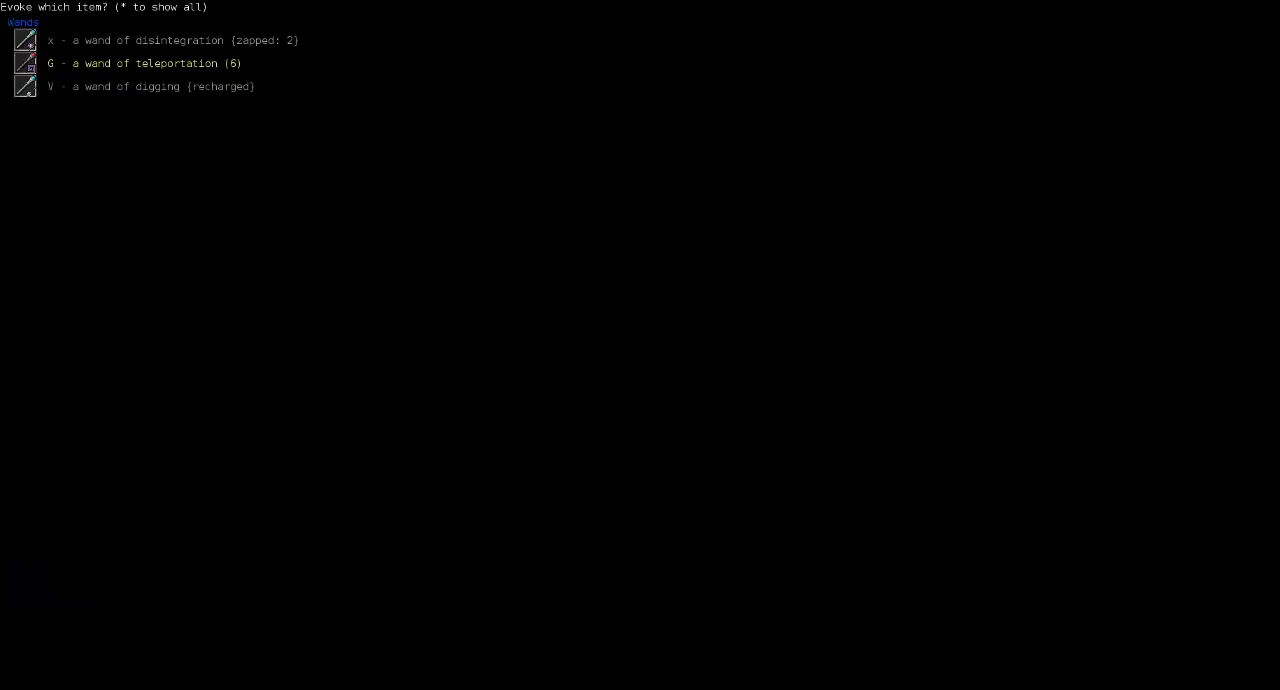 Evoke which item? (* to show all)
Wands
x - a wand of disintegration {zapped: 2}
G - a wand of teleportation (6)
V - a wand of digging {recharged}